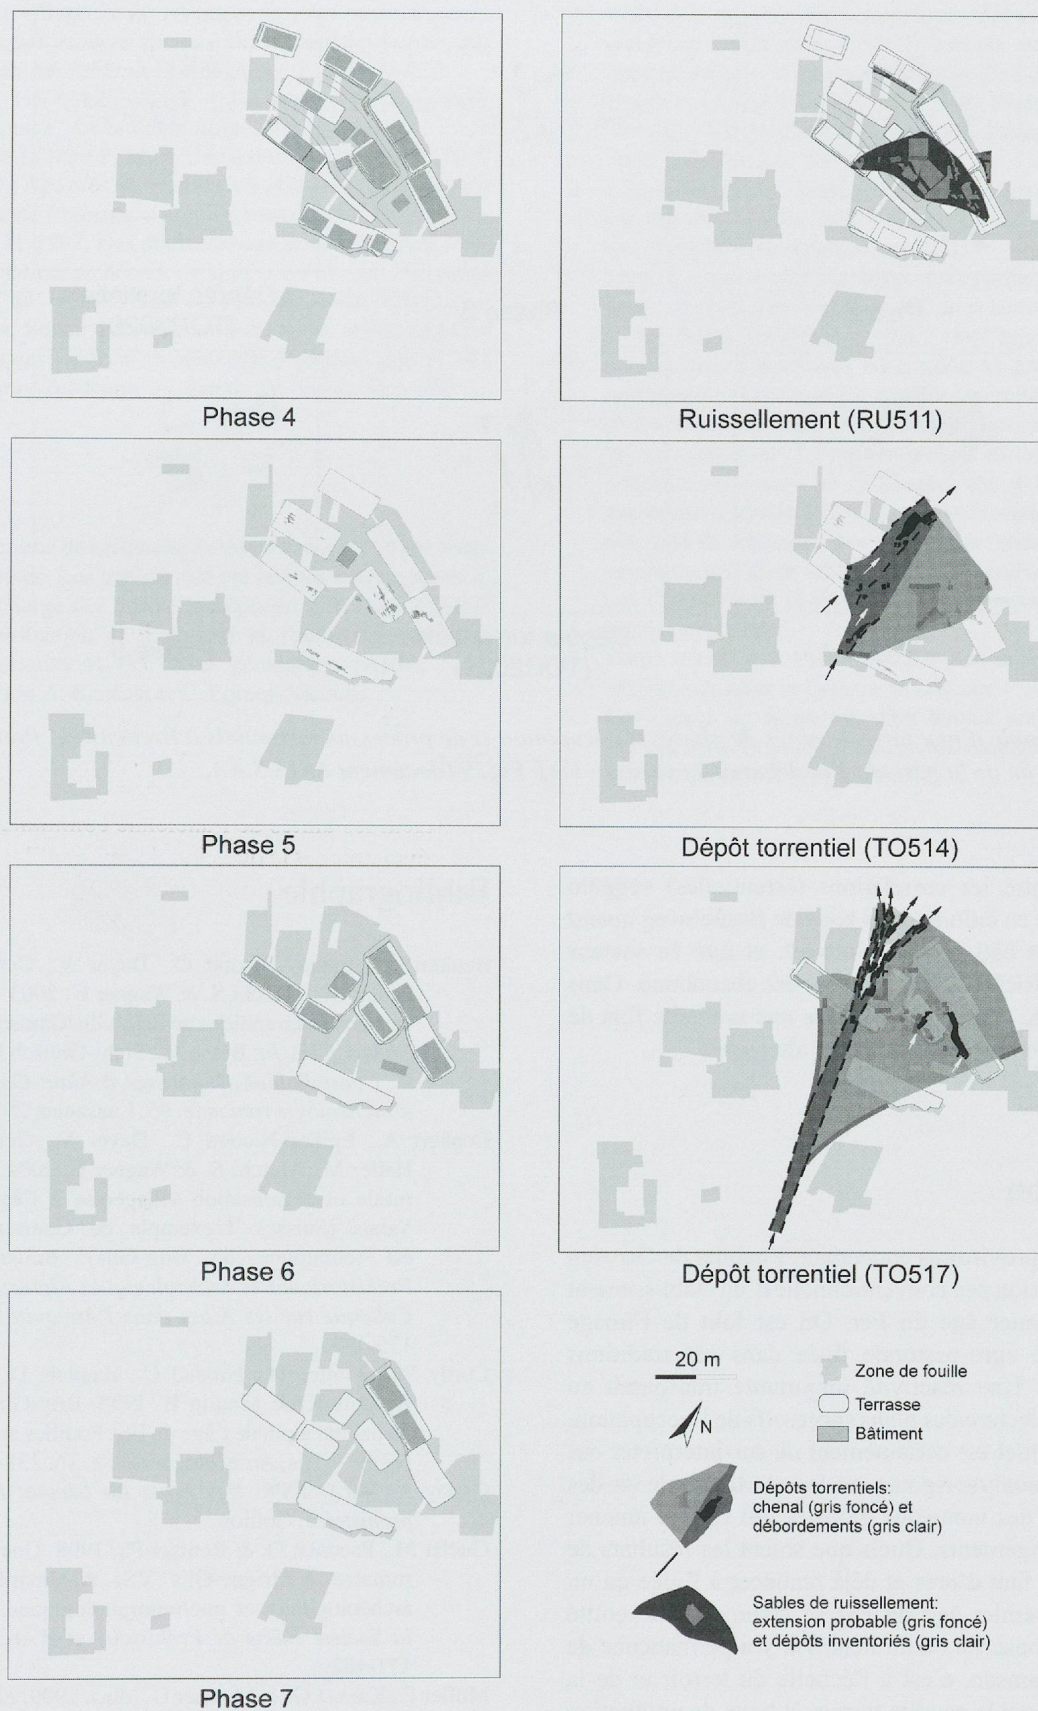 Phase 4
Ruissellement (RU511)
Phase 5
Dépôt torrentiel (TO514)
Phase 6
Dépôt torrentiel (TO517)
Phase 7
20 m
N
Zone de fouille
Terrasse
Bâtiment
Dépôts torrentiels:
chenal (gris foncé) et
débordements (gris clair)
Sables de ruissellement:
extension probable (gris foncé)
et dépôts inventoriés (gris clair)